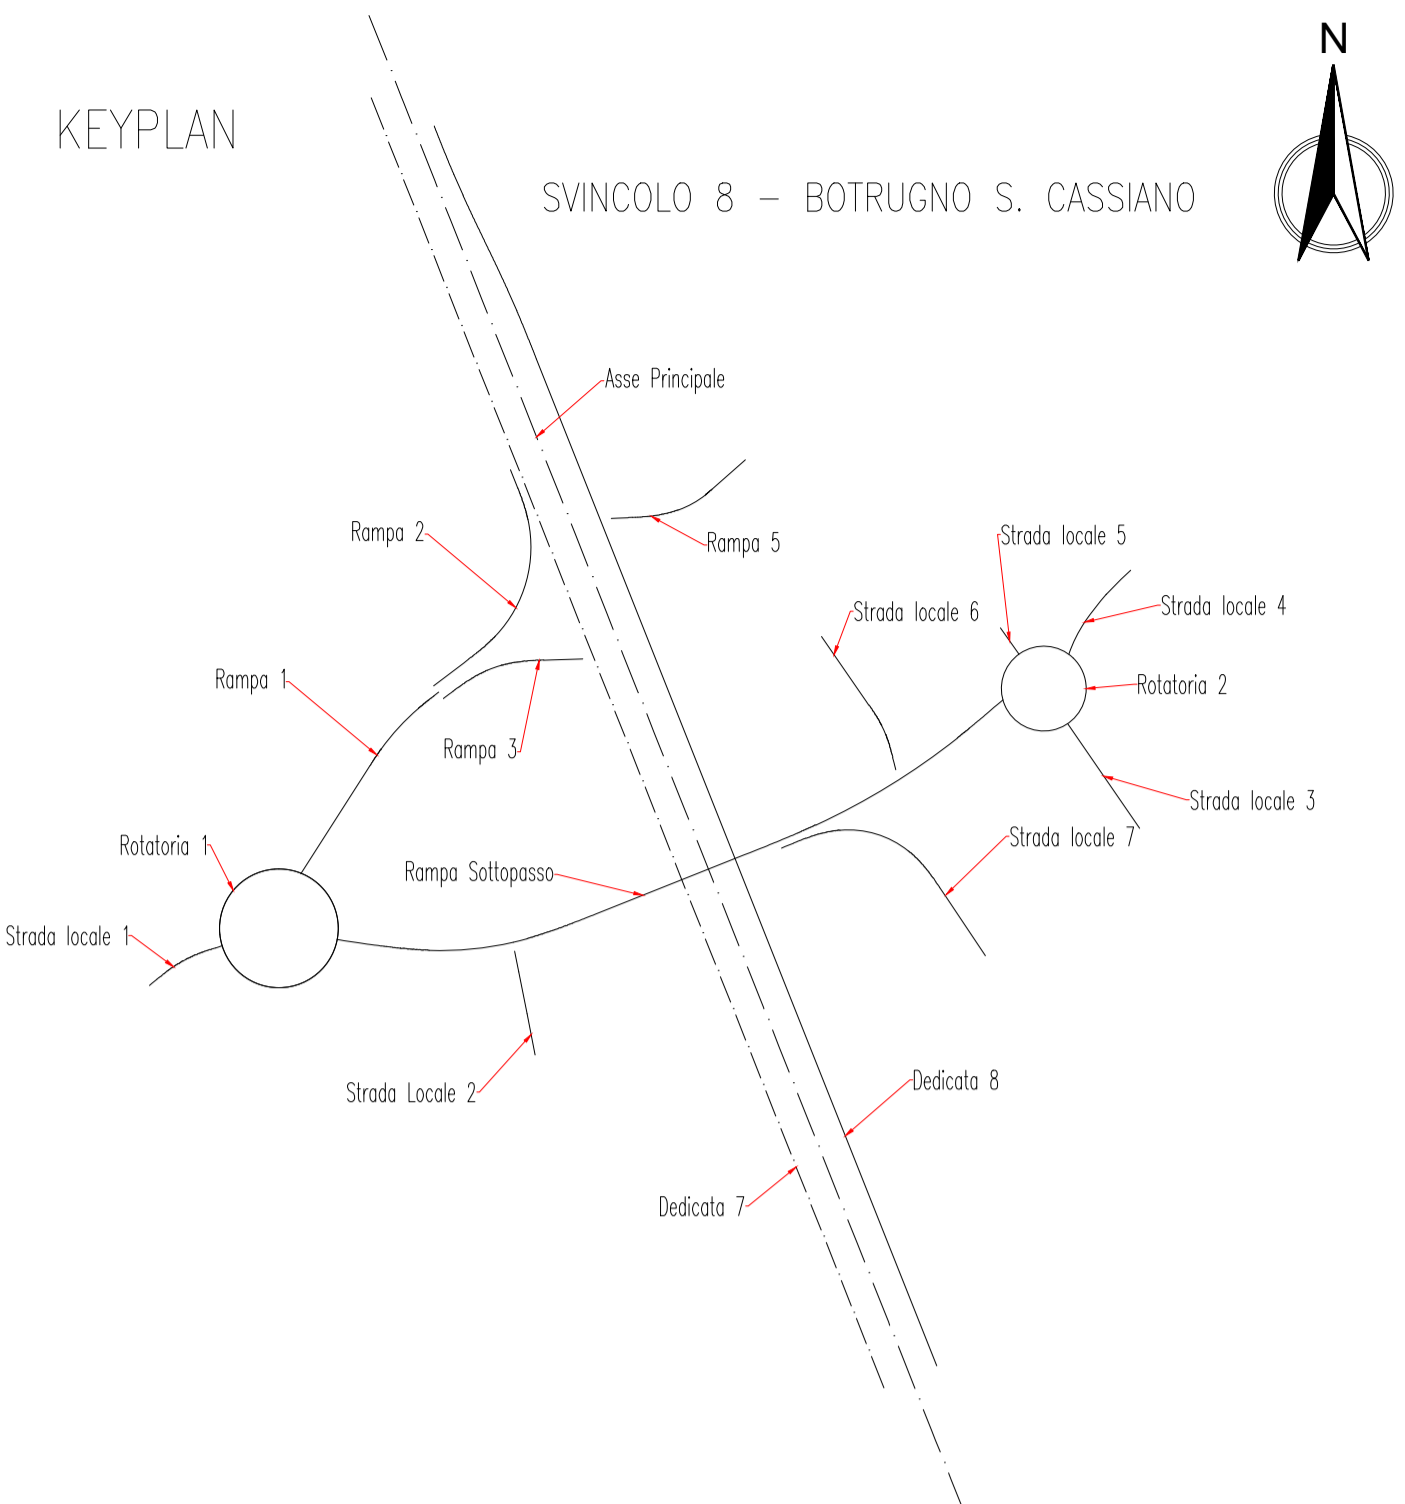 N
KEYPLAN
SVINCOLO 8 - BOTRUGNO S. CASSIANO
Asse Principale
Rampa 2
Rampa 5
Strada locale 5
Strada locale 6
Strada locale 4
Rampa 1
Rotatoria 2
Rampa 3
Strada locale 3
Rotatoria 1
Strada locale 7
Rampa Sottopasso
Strada locale 1
Strada Locale 2
Dedicata 8
Dedicata 7